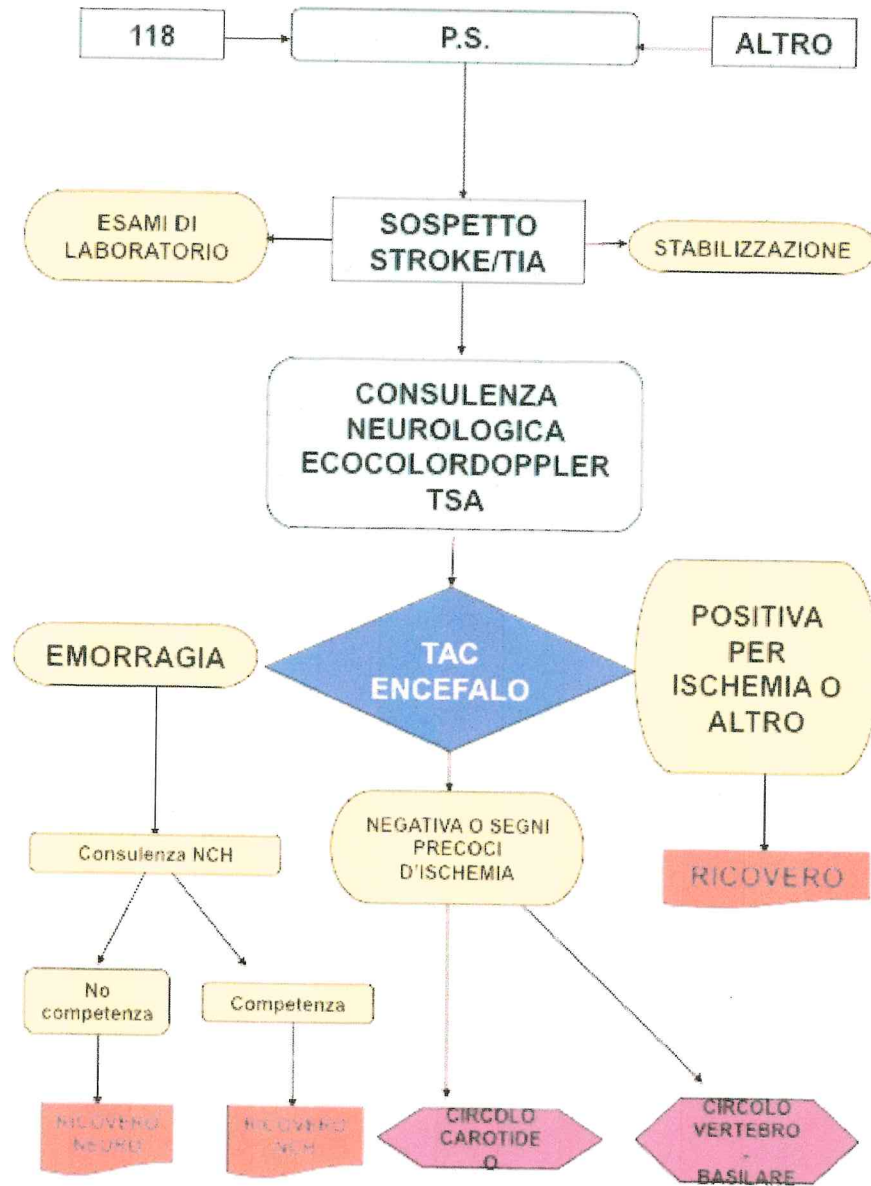 118
P.S.
ALTRO
ESAMI DI
LABORATORIO
SOSPETTO
STROKE/TIA
STABILIZZAZIONE
CONSULENZA
NEUROLOGICA
ECOCOLORDOPPLER
TSA
EMORRAGIA
TAC
ENCEFALO
POSITIVA
PER
ISCHEMIA O
ALTRO
Consulenza NCH
NEGATIVA O SEGNI
PRECOCI
D'ISCHEMIA
RICOVERO
No
competenza
Competenza
RICOVERO
NEURO
RICOVERO
NCH
CIRCOLO
CAROTIDE
O
CIRCOLO
VERTEBRO
-
BASILARE